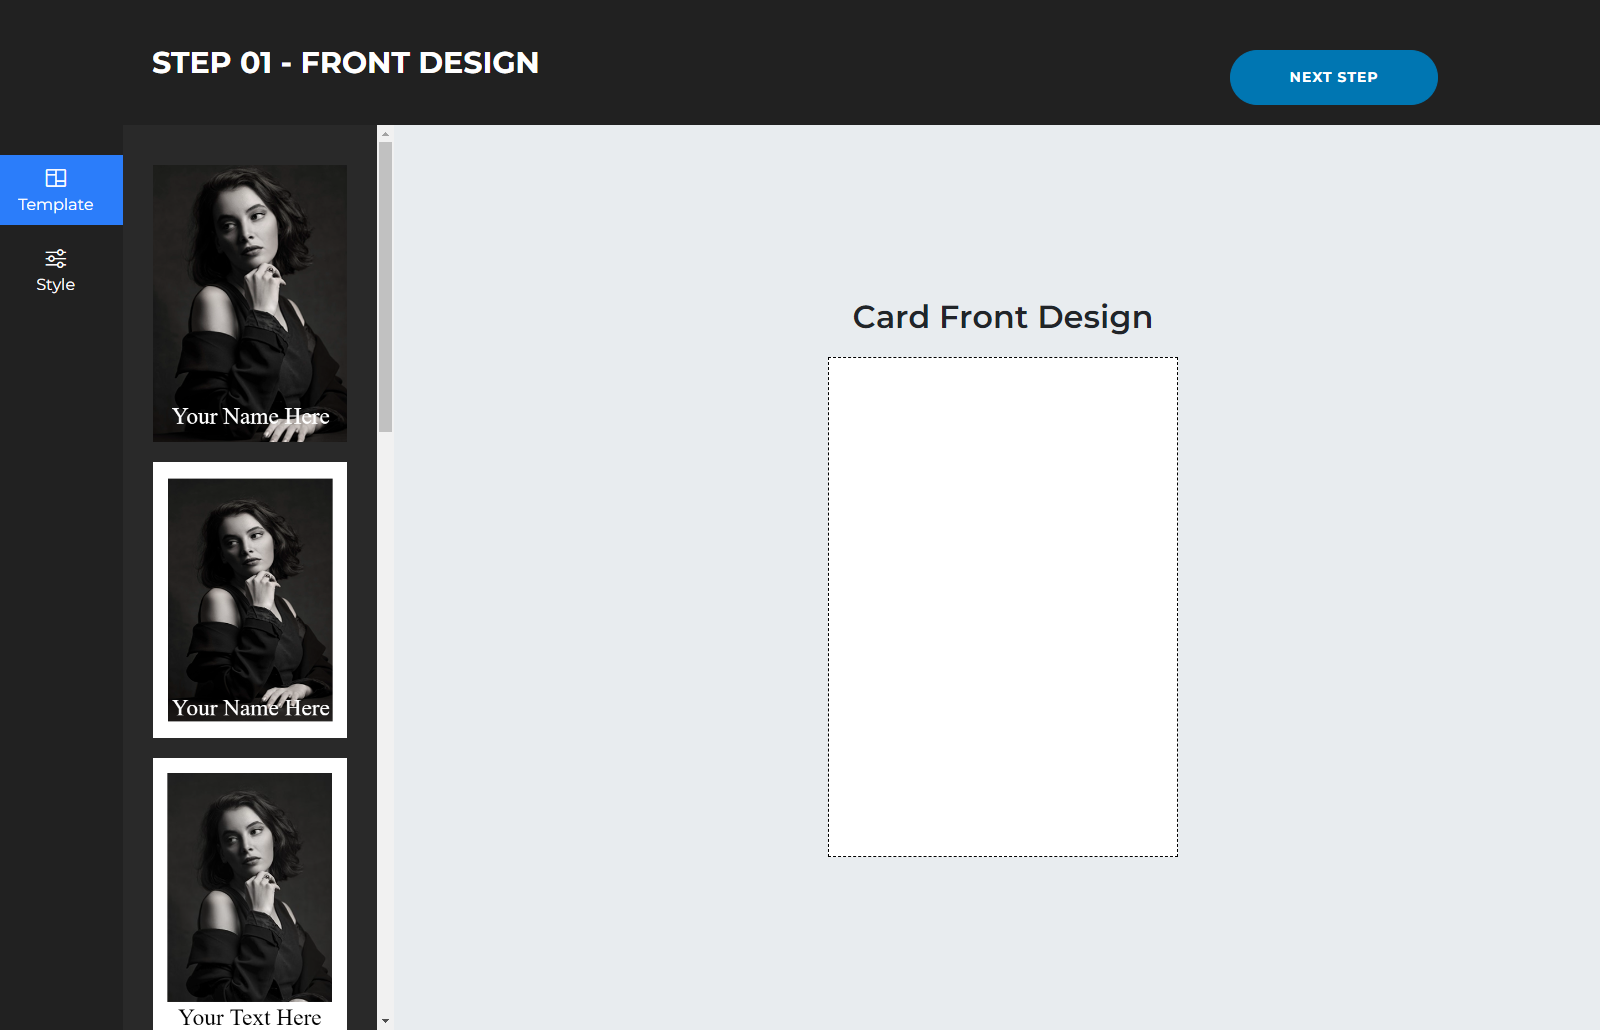 STEP 01 - FRONT DESIGN
NEXT STEP
Template
Style
Your Name Here
Your Name Here
Your Text Here
Card Front Design